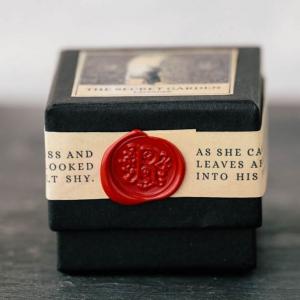 THE SECRET GARDEN
SS AND
OOKED
T SHY.
AS SHE CA
LEAVES A
INTO HIS